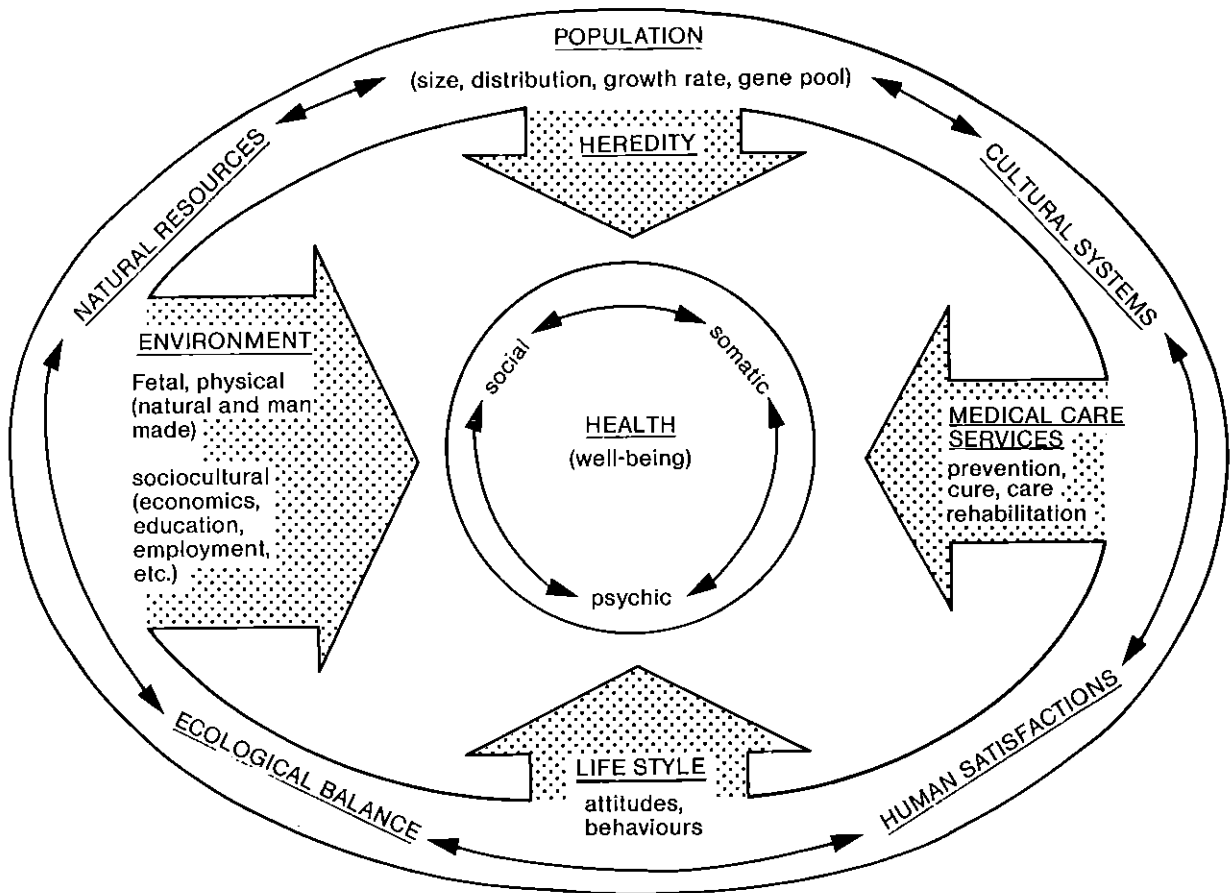 POPULATION
(size, distribution, growth rate, gene pool)
HEREDITY
NATURAL RESOURCES
CULTURAL SYSTEMS
ENVIRONMENT
Fetal, physical
(natural and man
made)
sociocultural
(economics,
education,
employment,
etc.)
social
somatic
HEALTH
(well-being)
psychic
MEDICAL CARE
SERVICES
prevention,
cure, care
rehabilitation
ECOLOGICAL BALANCE
LIFE STYLE
attitudes,
behaviours
HUMAN SATISFACTIONS